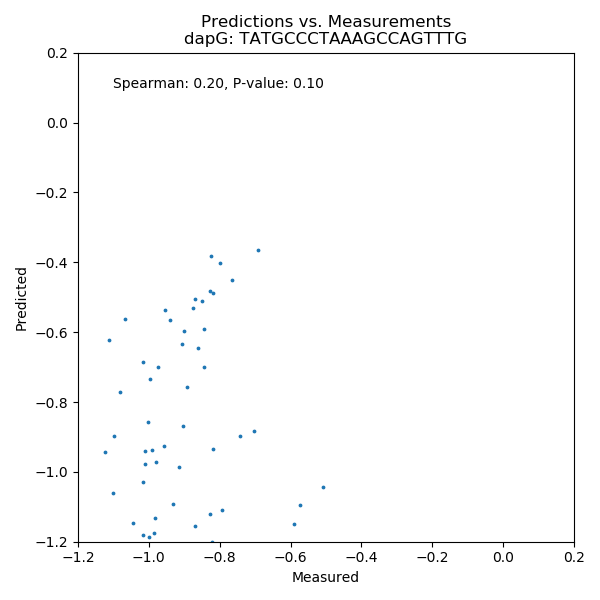 Predictions vs. Measurements
dapG: TATGCCCTAAAGCCAGTTTG
Spearman: 0.20, P-value: 0.10
0.2
0.0
−0.2
−0.4
−0.6
−0.8
−1.0
−1.2
Predicted
−1.2 −1.0 −0.8 −0.6 −0.4 −0.2 0.0 0.2
Measured